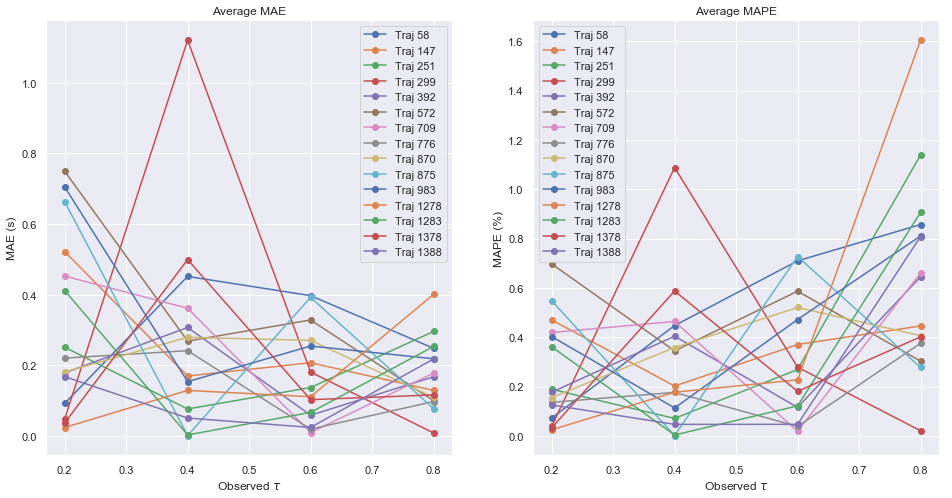 Average MAE
MAE (s)
1.0
0.8
0.6
0.4
0.2
0.0
Traj 58
Traj 147
Traj 251
Traj 299
Traj 392
Traj 572
Traj 709
Traj 776
Traj 870
Traj 875
Traj 983
Traj 1278
Traj 1283
Traj 1378
Traj 1388
0.2 0.3 0.4 0.5 0.6 0.7 0.8
Observed τ
Average MAPE
MAPE (%)
1.6
1.4
1.2
1.0
0.8
0.6
0.4
0.2
0.0
Traj 58
Traj 147
Traj 251
Traj 299
Traj 392
Traj 572
Traj 709
Traj 776
Traj 870
Traj 875
Traj 983
Traj 1278
Traj 1283
Traj 1378
Traj 1388
0.2 0.3 0.4 0.5 0.6 0.7 0.8
Observed τ